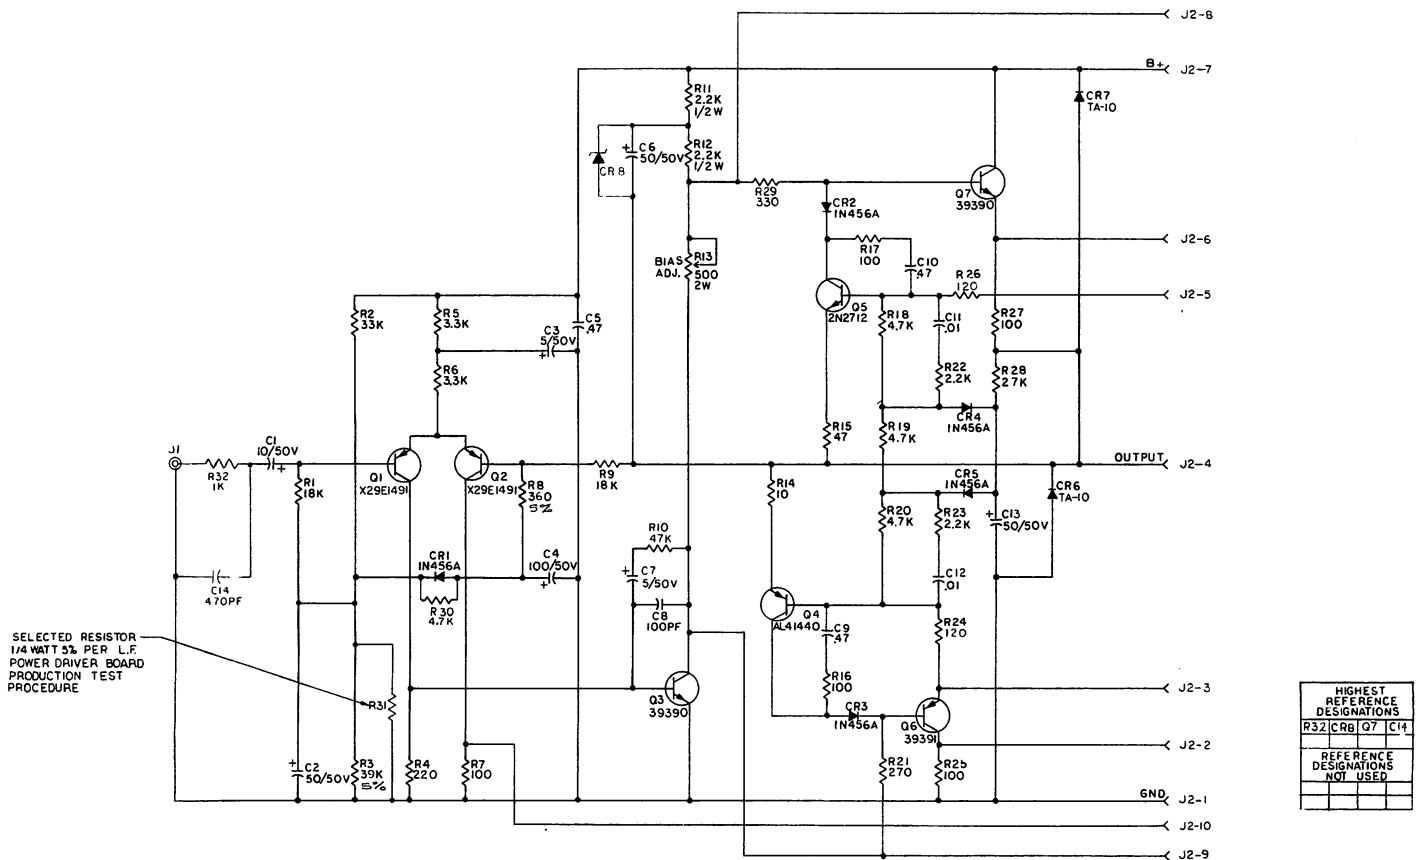 J2-8
B+
J2-7
R11
2.2K
1/2W
CR7
TA-10
C6
50/50V
R12
2.2K
1/2W
CR8
R29
330
Q7
39390
CR2
1N456A
J2-6
R17
100
C10
.47
BIAS
ADJ.
R13
500
2W
R26
120
J2-5
Q5
2N2712
R2
33K
R5
3.3K
C5
.47
R18
4.7K
C11
.01
R27
100
C3
5/50V
R6
3.3K
R22
2.2K
R28
27K
CR4
1N456A
R15
47
R19
4.7K
J1
C1
10/50V
OUTPUT
J2-4
R32
1K
R1
18K
Q1
X29E1491
Q2
X29E1491
R8
360
5%
R9
18K
R14
10
CR5
1N456A
CR6
TA-10
R20
4.7K
R23
2.2K
C13
50/50V
R10
47K
CR1
1N456A
C4
100/50V
C14
470PF
C7
5/50V
C12
.01
R30
4.7K
C8
100PF
Q4
AL41440
C9
.47
R24
120
SELECTED RESISTOR
1/4 WATT 5% PER L.F.
POWER DRIVER BOARD
PRODUCTION TEST
PROCEDURE
R31
R16
100
J2-3
Q3
39390
CR3
1N456A
Q6
39391
J2-2
C2
50/50V
R3
39K
5%
R4
220
R7
100
R21
270
R25
100
GND
J2-1
J2-10
J2-9
HIGHEST
REFERENCE
DESIGNATIONS
R32 CR8 Q7 C14
REFERENCE
DESIGNATIONS
NOT USED